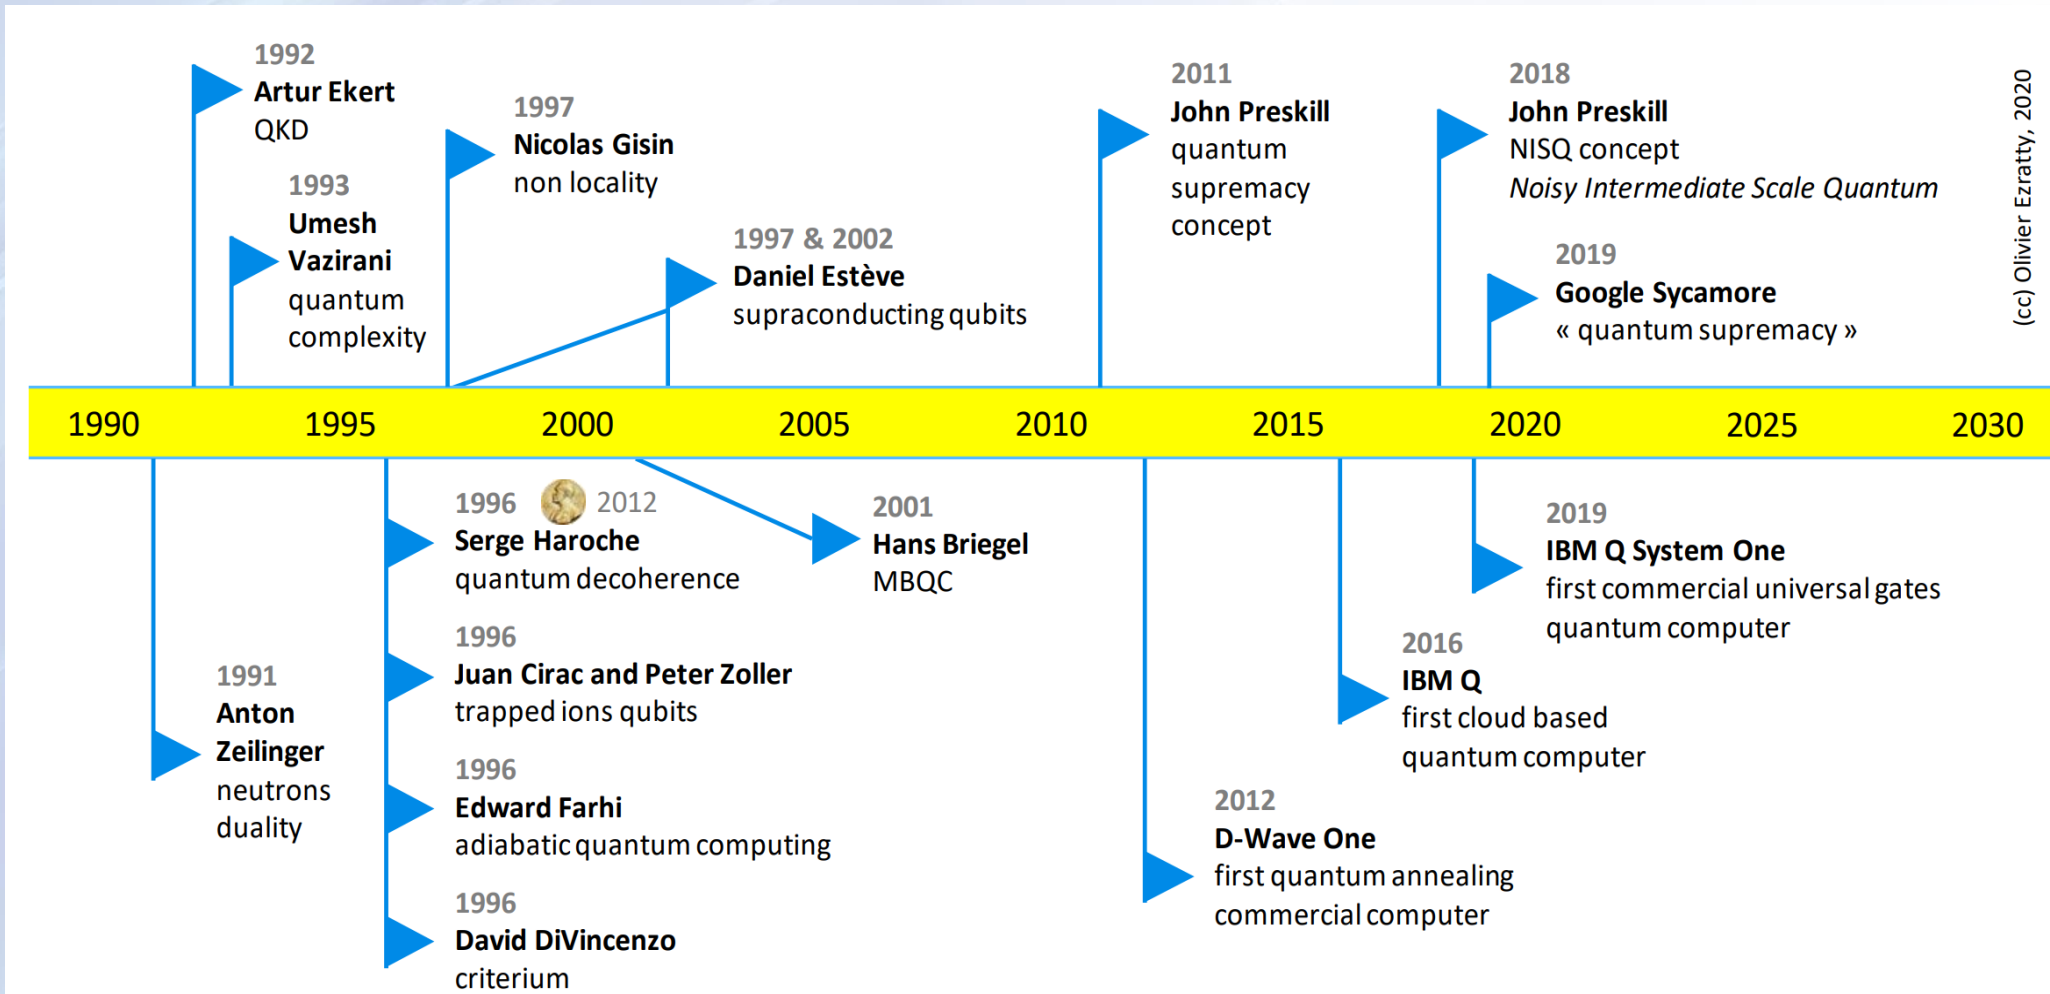 1992
Artur Ekert
QKD
1993
Umesh
Vazirani
quantum
complexity
1997
Nicolas Gisin
non locality
1997 & 2002
Daniel Estève
supraconducting qubits
2011
John Preskill
quantum
supremacy
concept
2018
John Preskill
NISQ concept
Noisy Intermediate Scale Quantum
2019
Google Sycamore
« quantum supremacy »
(cc) Olivier Ezratty, 2020
1990 1995 2000 2005 2010 2015 2020 2025 2030
1991
Anton
Zeilinger
neutrons
duality
1996 2012
Serge Haroche
quantum decoherence
1996
Juan Cirac and Peter Zoller
trapped ions qubits
1996
Edward Farhi
adiabatic quantum computing
1996
David DiVincenzo
criterium
2001
Hans Briegel
MBQC
2012
D-Wave One
first quantum annealing
commercial computer
2016
IBM Q
first cloud based
quantum computer
2019
IBM Q System One
first commercial universal gates
quantum computer